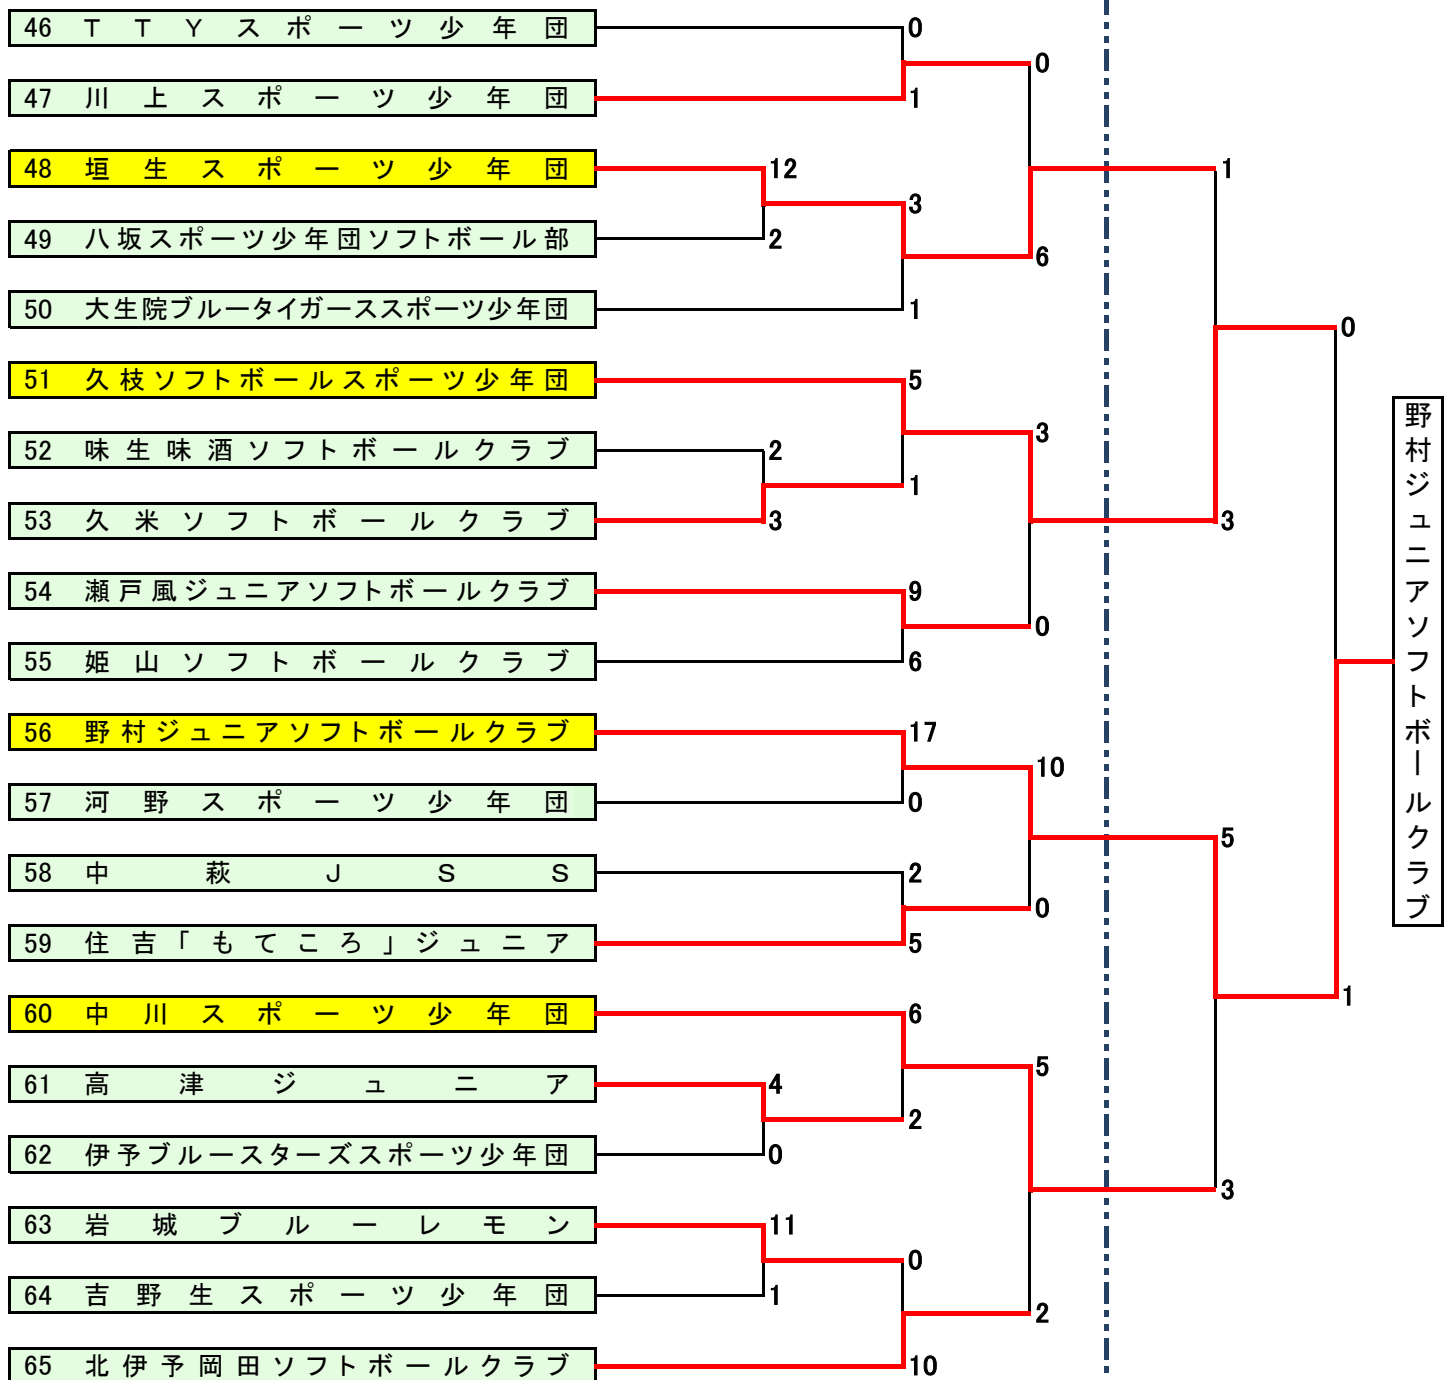 46 ＴＴＹスポーツ少年団
47 川上スポーツ少年団
48 垣生スポーツ少年団
49 八坂スポーツ少年団ソフトボール部
50 大生院ブルータイガーススポーツ少年団
51 久枝ソフトボールスポーツ少年団
52 味生味酒ソフトボールクラブ
53 久米ソフトボールクラブ
54 瀬戸風ジュニアソフトボールクラブ
55 姫山ソフトボールクラブ
56 野村ジュニアソフトボールクラブ
57 河野スポーツ少年団
58 中萩ＪＳＳ
59 住吉「もてころ」ジュニア
60 中川スポーツ少年団
61 高津ジュニア
62 伊予ブルースターズスポーツ少年団
63 岩城ブルーレモン
64 吉野生スポーツ少年団
65 北伊予岡田ソフトボールクラブ
12
2
2
3
4
0
11
1
0
1
3
1
5
1
9
6
17
0
2
5
6
2
0
10
0
6
3
0
10
0
5
2
1
3
5
3
0
1
野村ジュニアソフトボールクラブ